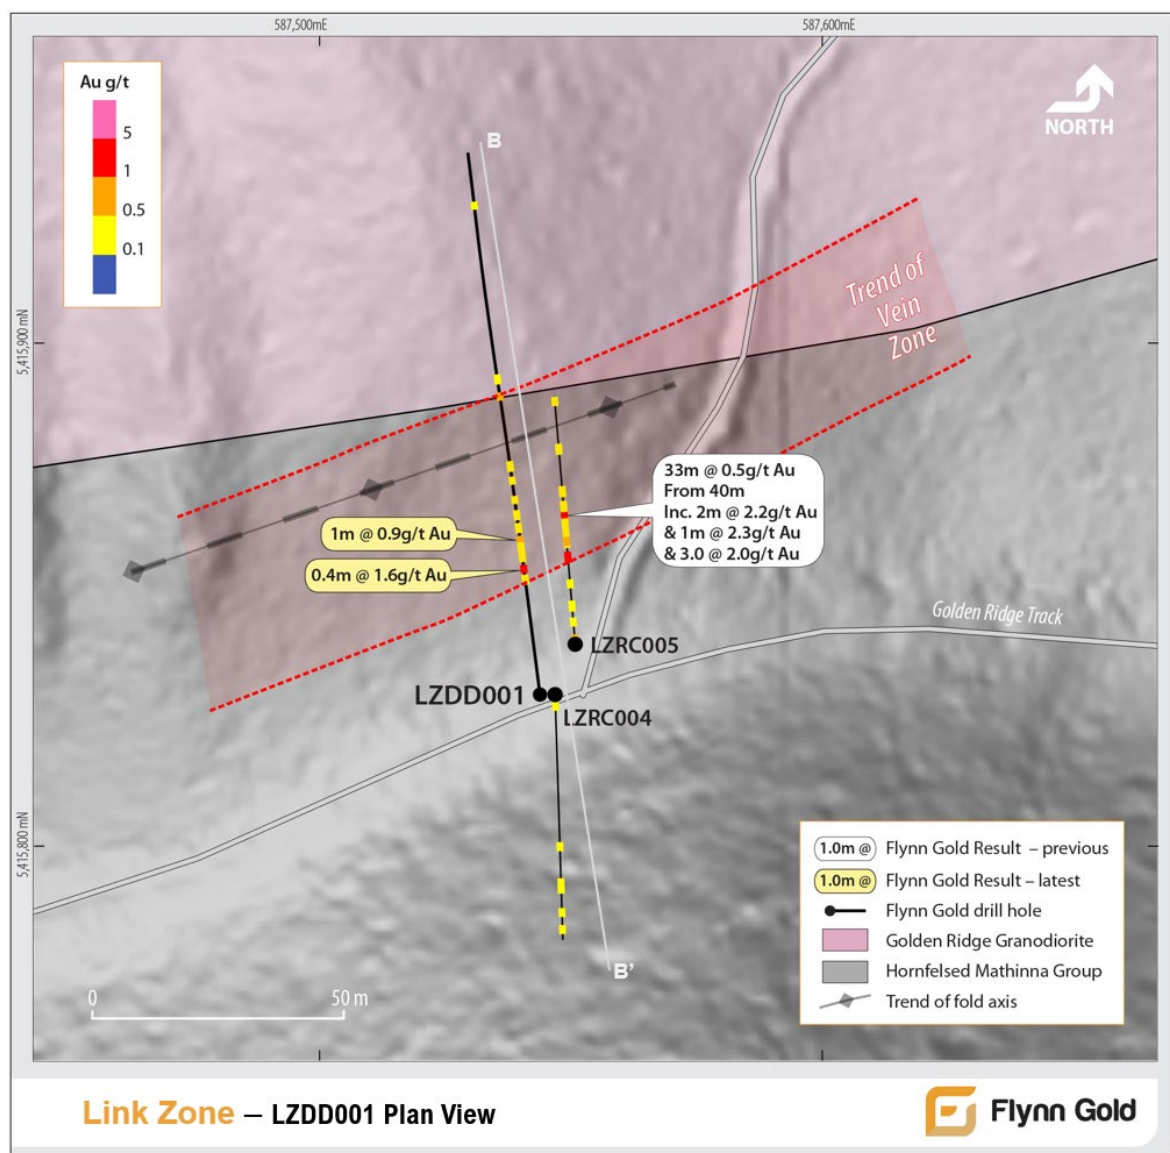 587,500mE
587,600mE
Au g/t
5
1
0.5
0.1
B
NORTH
Trend of
Vein
Zone
5,415,900 mN
33m @ 0.5g/t Au
From 40m
Inc. 2m @ 2.2g/t Au
& 1m @ 2.3g/t Au
& 3.0 @ 2.0g/t Au
1m @ 0.9g/t Au
0.4m @ 1.6g/t Au
Golden Ridge Track
LZRC005
LZDD001
LZRC004
5,415,800 mN
1.0m @ Flynn Gold Result – previous
1.0m @ Flynn Gold Result – latest
Flynn Gold drill hole
Golden Ridge Granodiorite
Hornfelsed Mathinna Group
Trend of fold axis
B'
0 50 m
Link Zone – LZDD001 Plan View
Flynn Gold